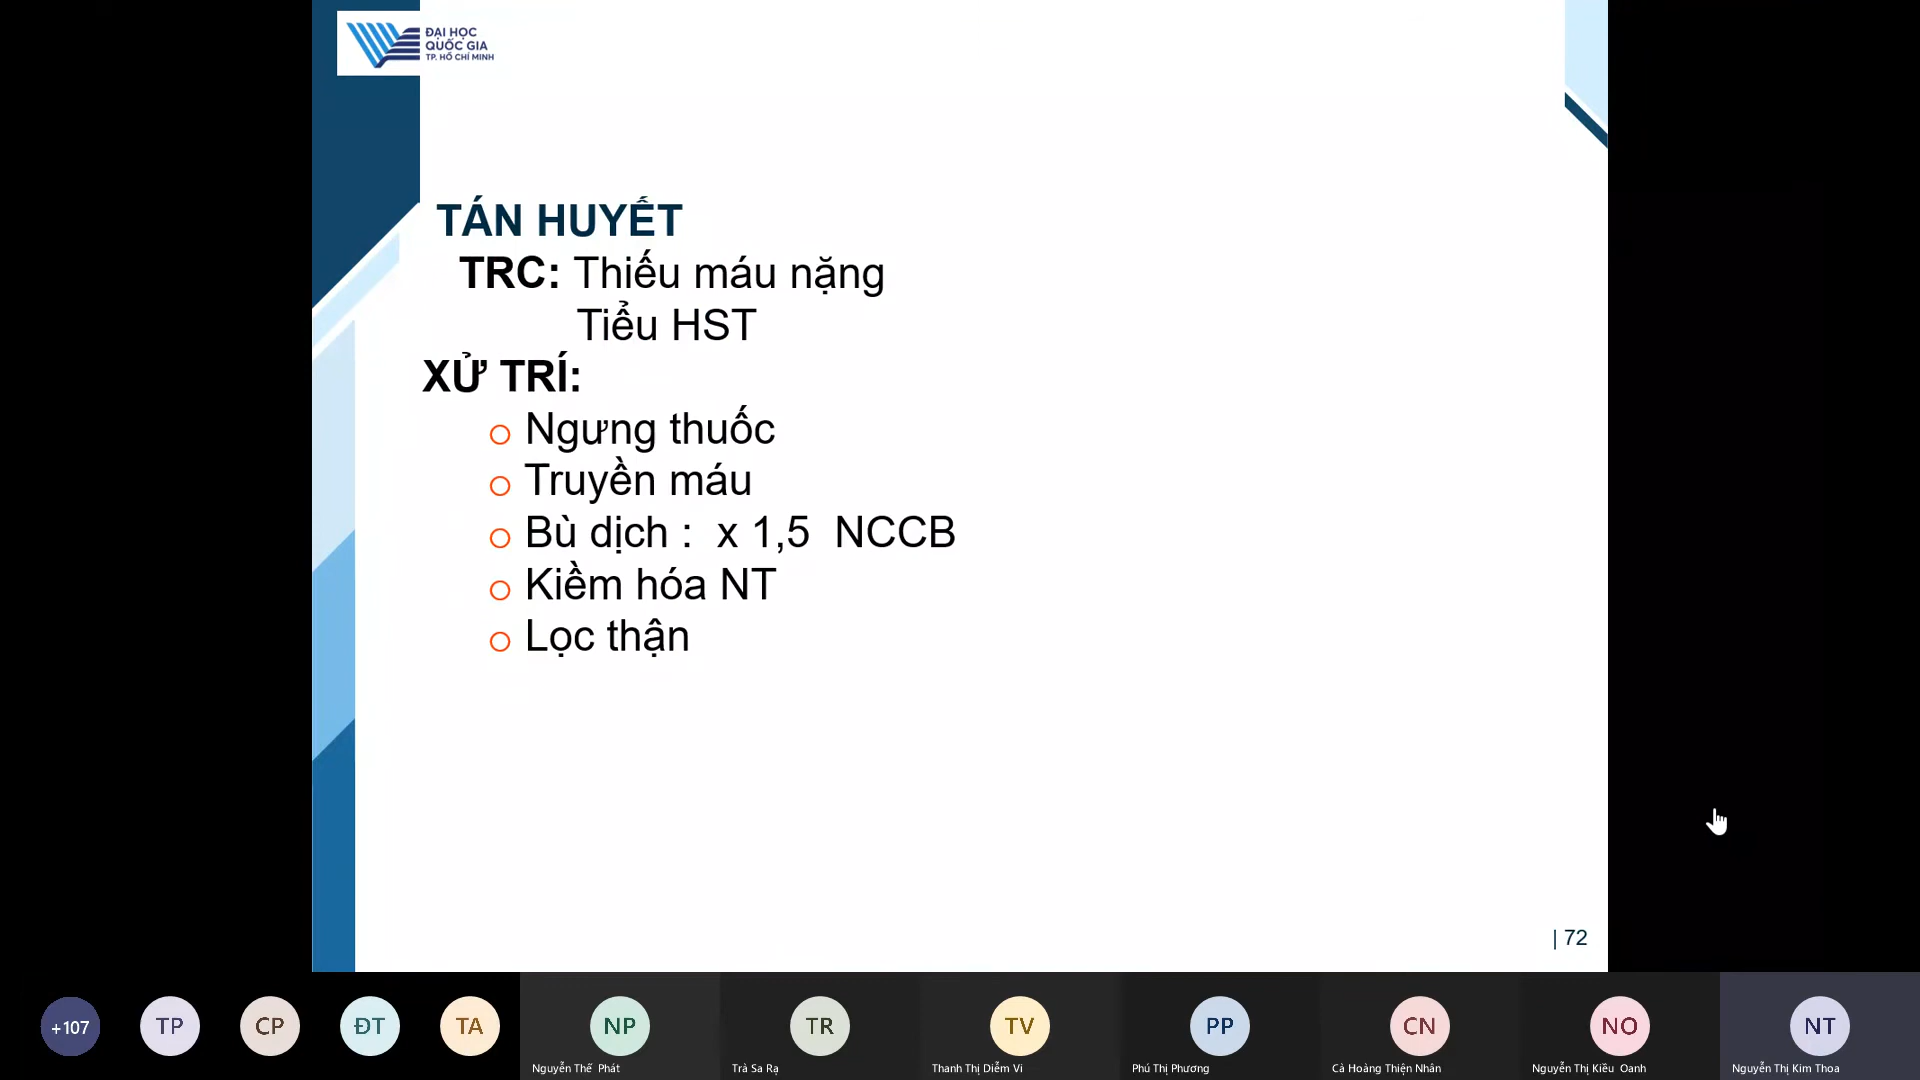 ĐẠI HỌC
QUỐC GIA
TP. HỒ CHÍ MINH
TÁN HUYẾT
TRC: Thiếu máu nặng
Tiểu HST
XỬ TRÍ:
o Ngưng thuốc
o Truyền máu
o Bù dịch : x 1,5 NCCB
o Kiềm hóa NT
o Lọc thận
| 72
+107 TP CP ĐT TA NP TR TV PP CN NO NT
Nguyễn Thế Phát Trà Sa Rạ Thanh Thị Diễm Vi Phú Thị Phương Cà Hoàng Thiện Nhân Nguyễn Thị Kiều Oanh Nguyễn Thị Kim Thoa